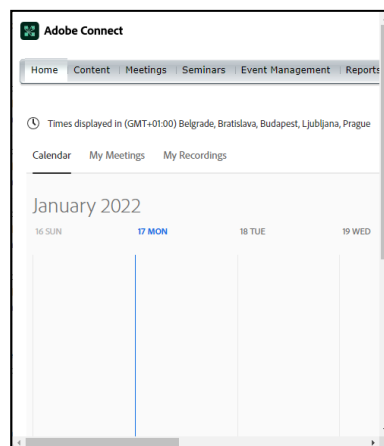 Adobe Connect
Home Content Meetings Seminars Event Management Reports
Times displayed in (GMT+01:00) Belgrade, Bratislava, Budapest, Ljubljana, Prague
Calendar My Meetings My Recordings
January 2022
16 SUN 17 MON 18 TUE 19 WED